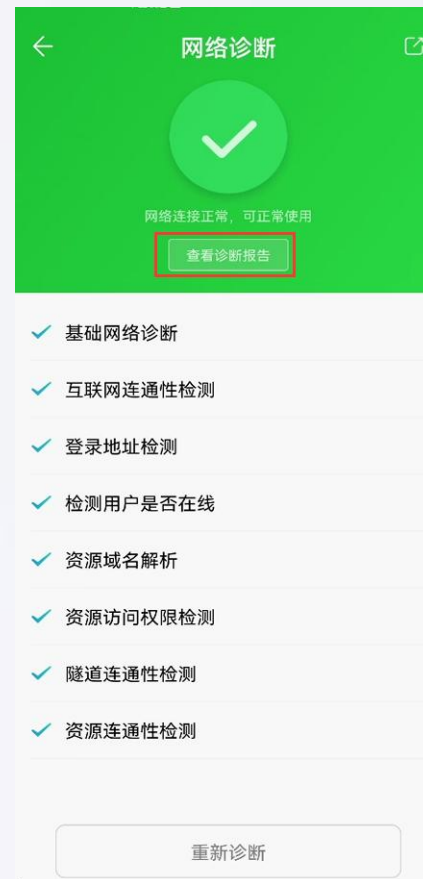 网络诊断
网络连接正常，可正常使用
查看诊断报告
基础网络诊断
互联网连通性检测
登录地址检测
检测用户是否在线
资源域名解析
资源访问权限检测
隧道连通性检测
资源连通性检测
重新诊断